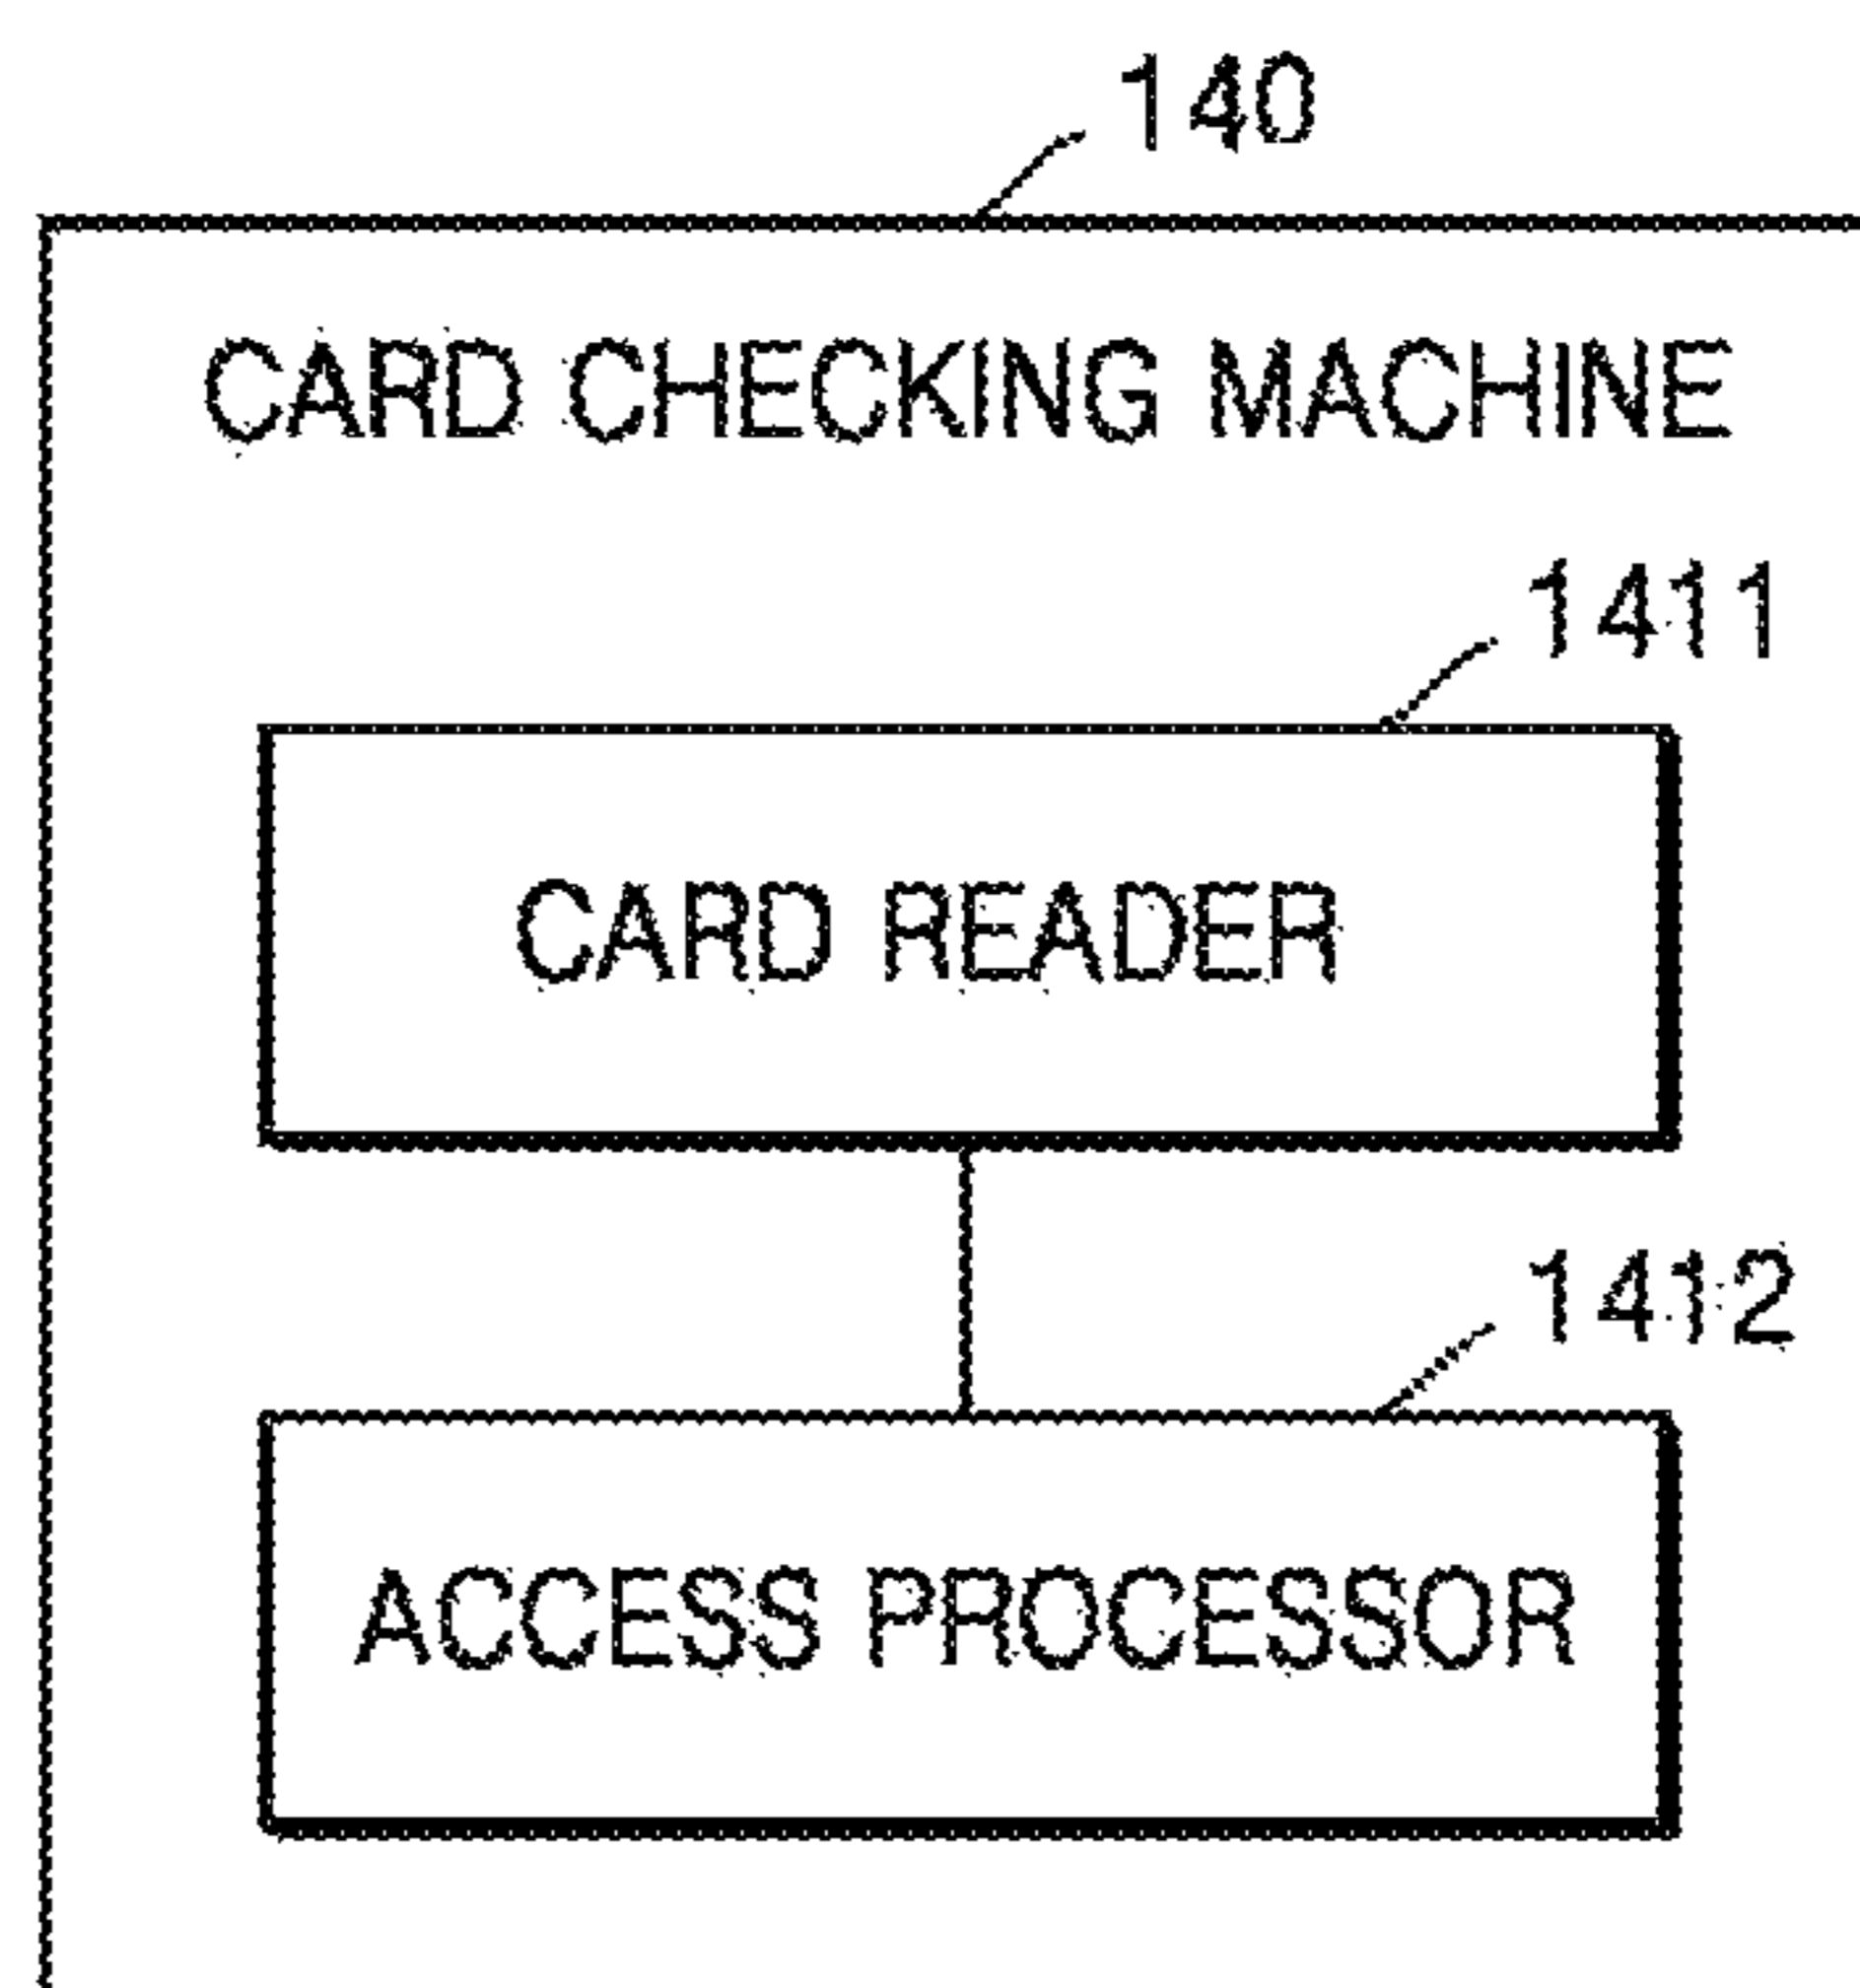 140
CARD CHECKING MACHINE
1411
CARD READER
1412
ACCESS PROCESSOR